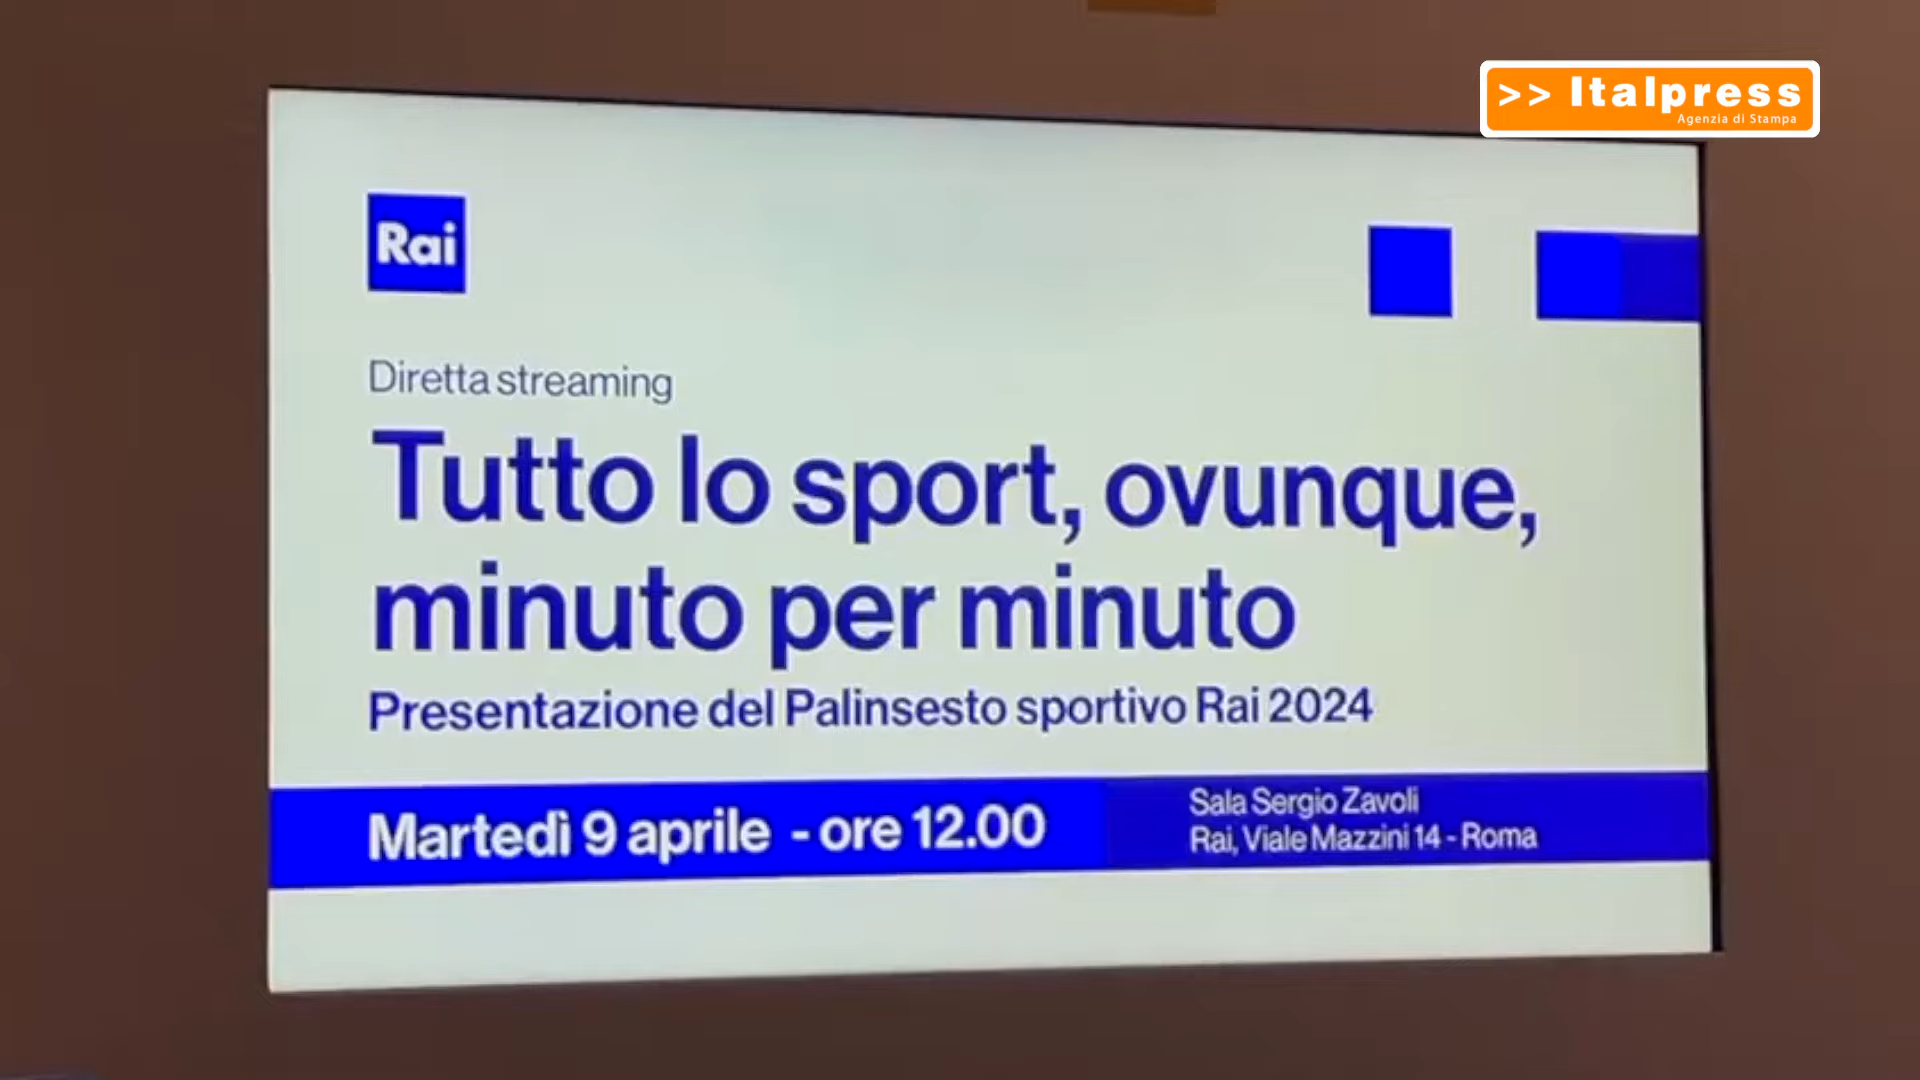 >> Italpress
Agenzia di Stampa
Rai
Diretta streaming
Tutto lo sport, ovunque,
minuto per minuto
Presentazione del Palinsesto sportivo Rai 2024
Martedì 9 aprile - ore 12.00
Sala Sergio Zavoli
Rai, Viale Mazzini 14 - Roma